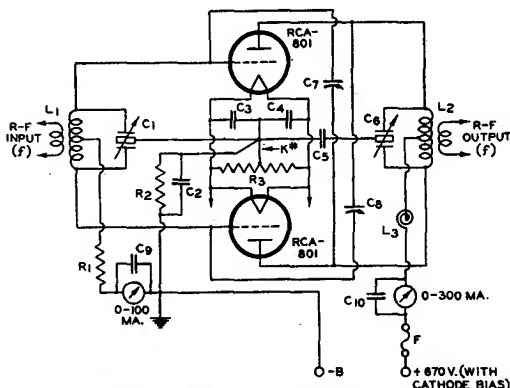 RCA-
801
C7
L1
C3
C4
C6
L2
R-F
INPUT
(f)
C1
C5
R-F
OUTPUT
(f)
K*
R2
C2
R3
C8
RCA-
801
L3
R1
C9
0-100
MA.
C10
0-300 MA.
F
-B
+ 670 V. (WITH
CATHODE BIAS)